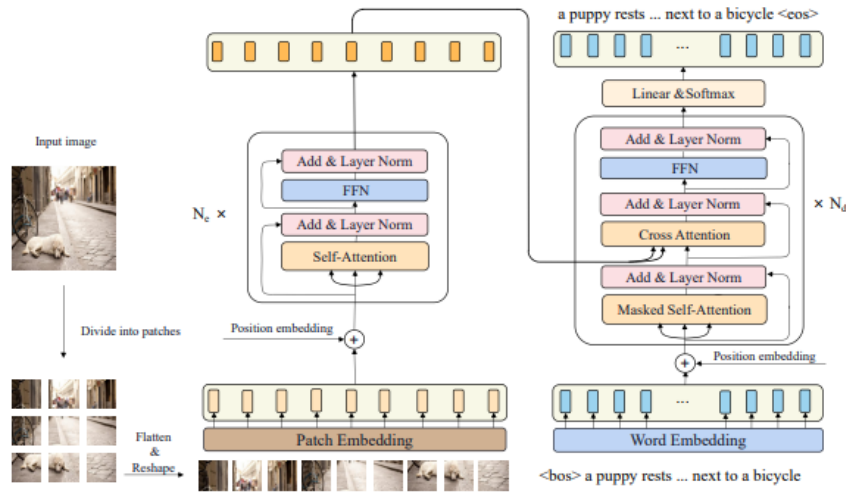 a puppy rests ... next to a bicycle <eos>
...
Linear &Softmax
Input image
Add & Layer Norm
FFN
Add & Layer Norm
Self-Attention
N_e ×
Add & Layer Norm
FFN
Add & Layer Norm
Cross Attention
Add & Layer Norm
Masked Self-Attention
× N_d
Divide into patches
Position embedding
+
+
Position embedding
...
Flatten
&
Reshape
Patch Embedding
Word Embedding
<bos> a puppy rests ... next to a bicycle